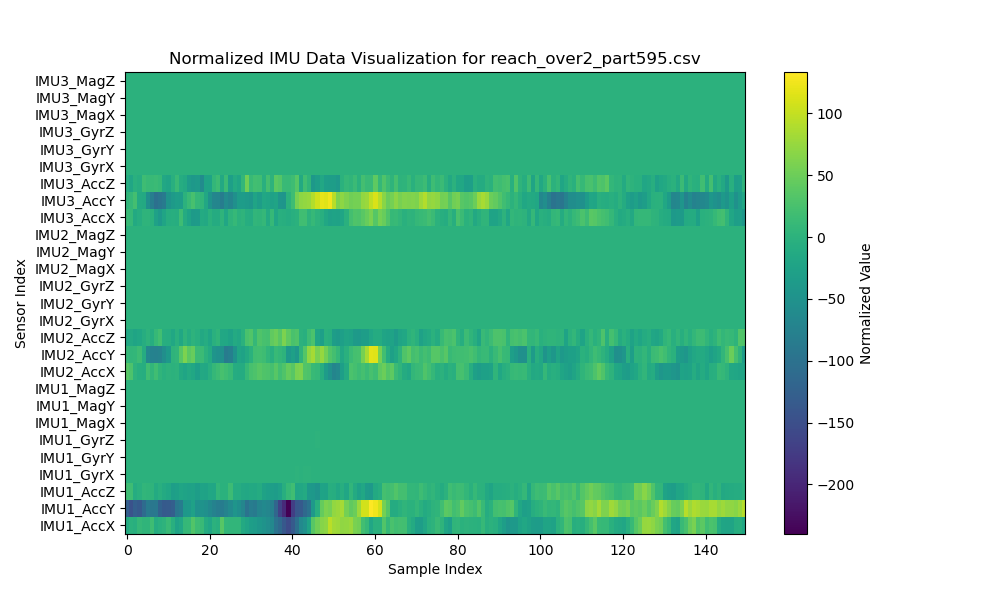 Normalized IMU Data Visualization for reach_over2_part595.csv
IMU3_MagZ
IMU3_MagY
IMU3_MagX
IMU3_GyrZ
IMU3_GyrY
IMU3_GyrX
IMU3_AccZ
IMU3_AccY
IMU3_AccX
IMU2_MagZ
IMU2_MagY
IMU2_MagX
IMU2_GyrZ
IMU2_GyrY
IMU2_GyrX
IMU2_AccZ
IMU2_AccY
IMU2_AccX
IMU1_MagZ
IMU1_MagY
IMU1_MagX
IMU1_GyrZ
IMU1_GyrY
IMU1_GyrX
IMU1_AccZ
IMU1_AccY
IMU1_AccX
Sensor Index
0 20 40 60 80 100 120 140
Sample Index
100
50
0
−50
−100
−150
−200
Normalized Value